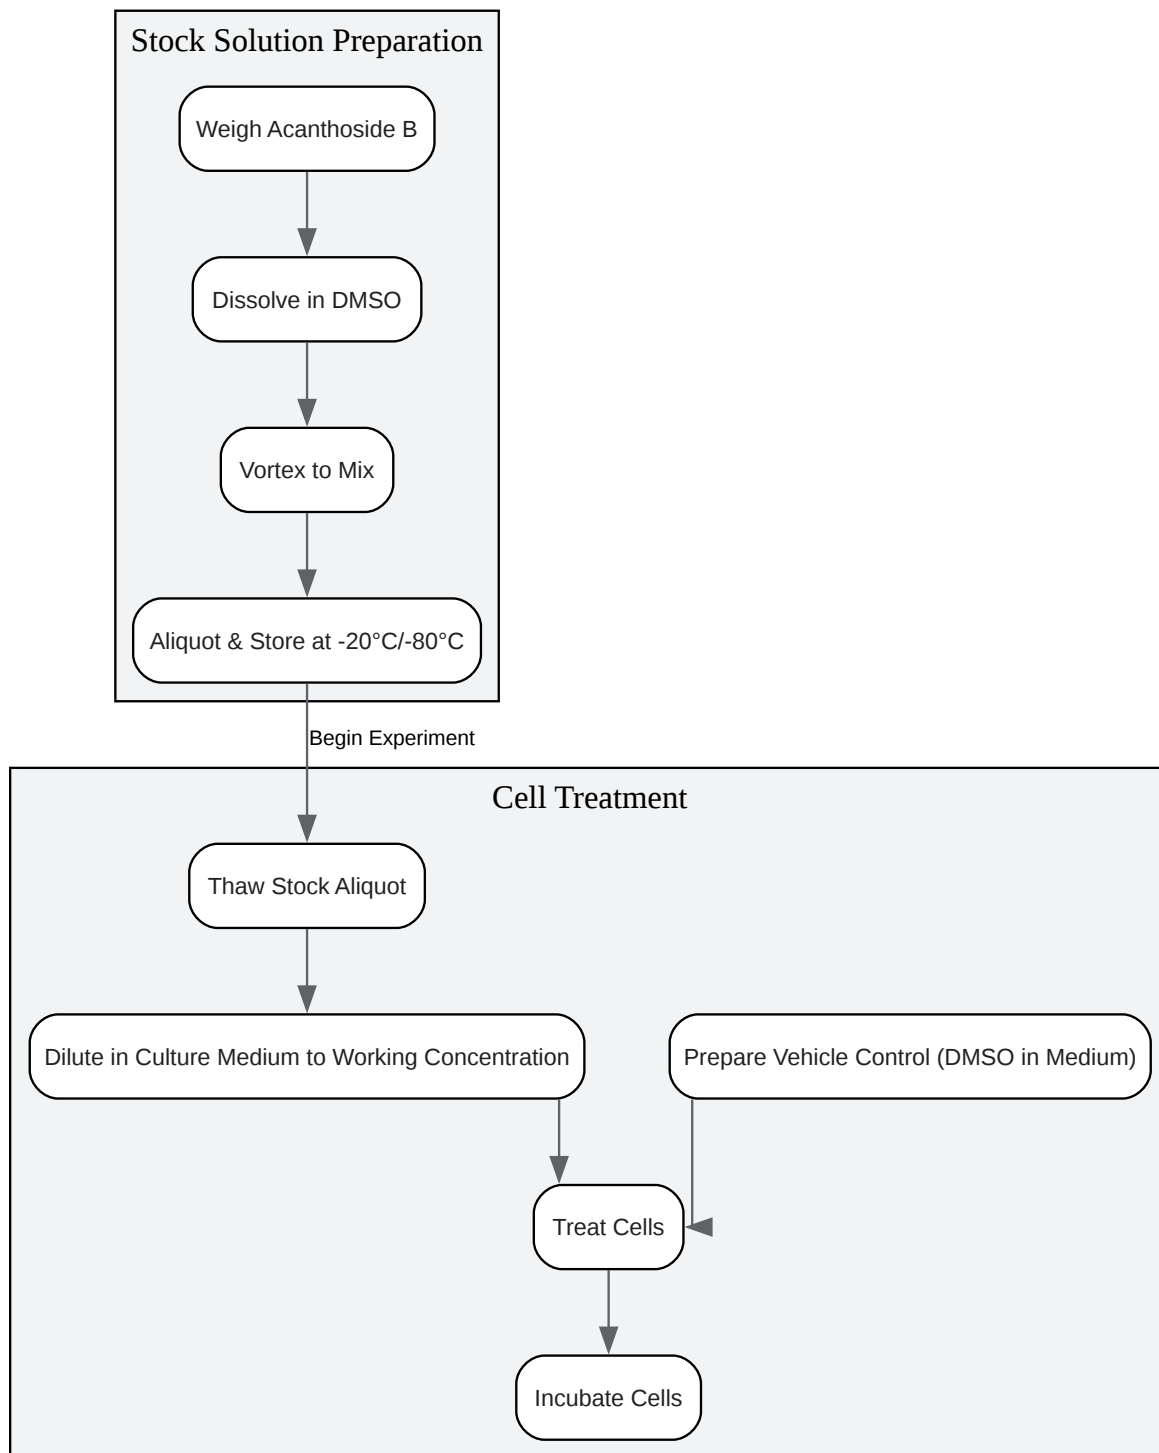 Stock Solution Preparation
Weigh Acanthoside B
Dissolve in DMSO
Vortex to Mix
Aliquot & Store at -20°C/-80°C
Begin Experiment
Cell Treatment
Thaw Stock Aliquot
Dilute in Culture Medium to Working Concentration
Prepare Vehicle Control (DMSO in Medium)
Treat Cells
Incubate Cells